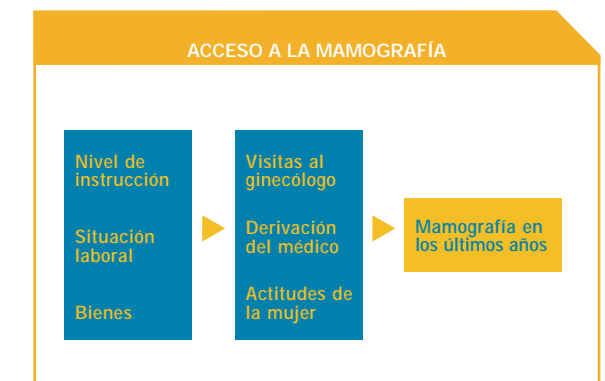 ACCESO A LA MAMOGRAFÍA
Nivel de
instrucción
Situación
laboral
Bienes
Visitas al
ginecólogo
Derivación
del médico
Actitudes de
la mujer
Mamografía en
los últimos años